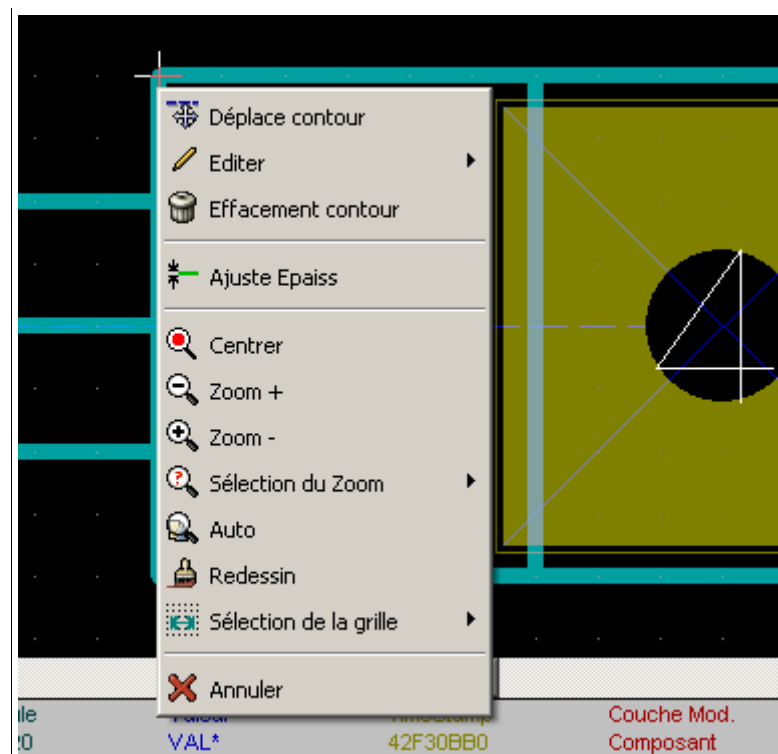 Déplace contour
Editer
Effacement contour
Ajuste Epaiss
Centrer
Zoom +
Zoom -
Sélection du Zoom
Auto
Redessin
Sélection de la grille
Annuler
Couche Mod.
VAL* 42F30BB0 Composant